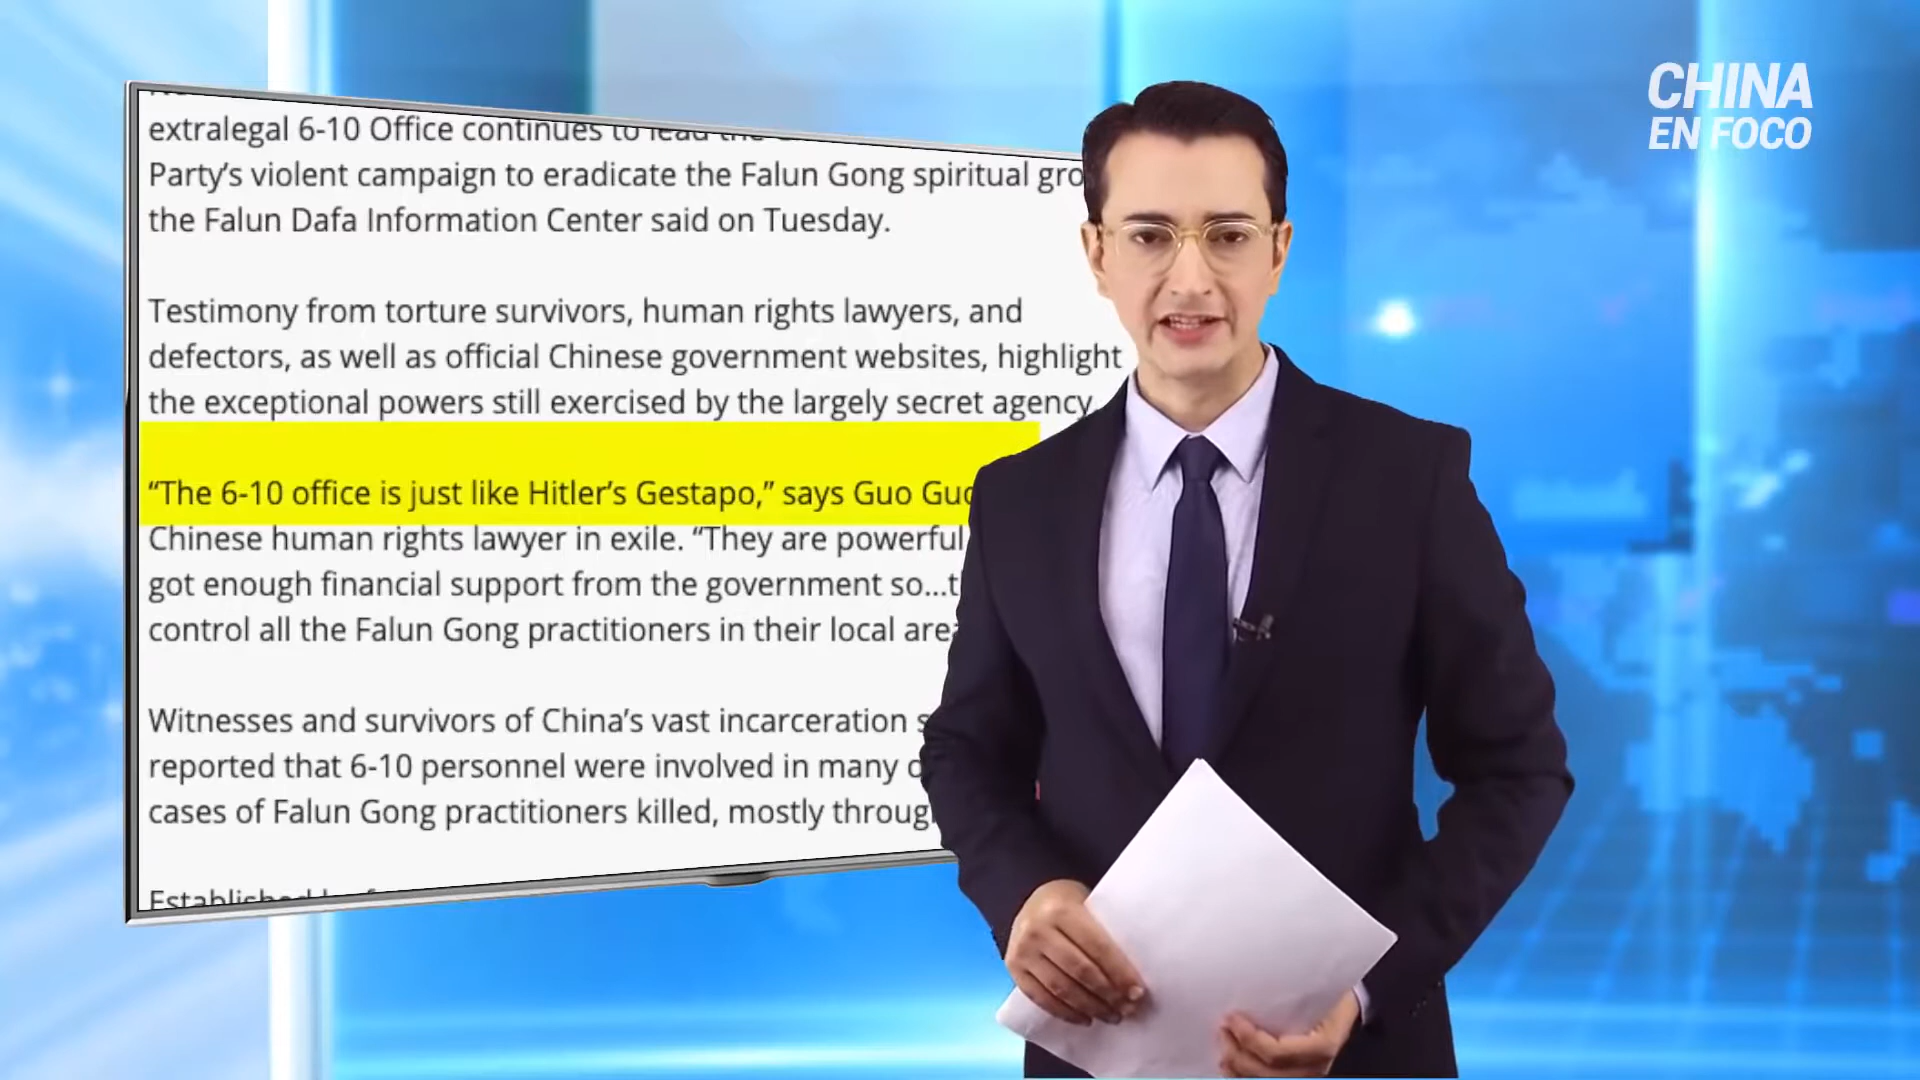 CHINA
EN FOCO
extralegal 6-10 Office continues to lead the
Party's violent campaign to eradicate the Falun Gong spiritual
the Falun Dafa Information Center said on Tuesday.
Testimony from torture survivors, human rights lawyers, and
defectors, as well as official Chinese government websites, highlight
the exceptional powers still exercised by the largely secret agency.
“The 6-10 office is just like Hitler's Gestapo,” says Guo
Chinese human rights lawyer in exile. “They are powerful
got enough financial support from the government so...
control all the Falun Gong practitioners in their local
Witnesses and survivors of China's vast incarceration
reported that 6-10 personnel were involved in many
cases of Falun Gong practitioners killed, mostly